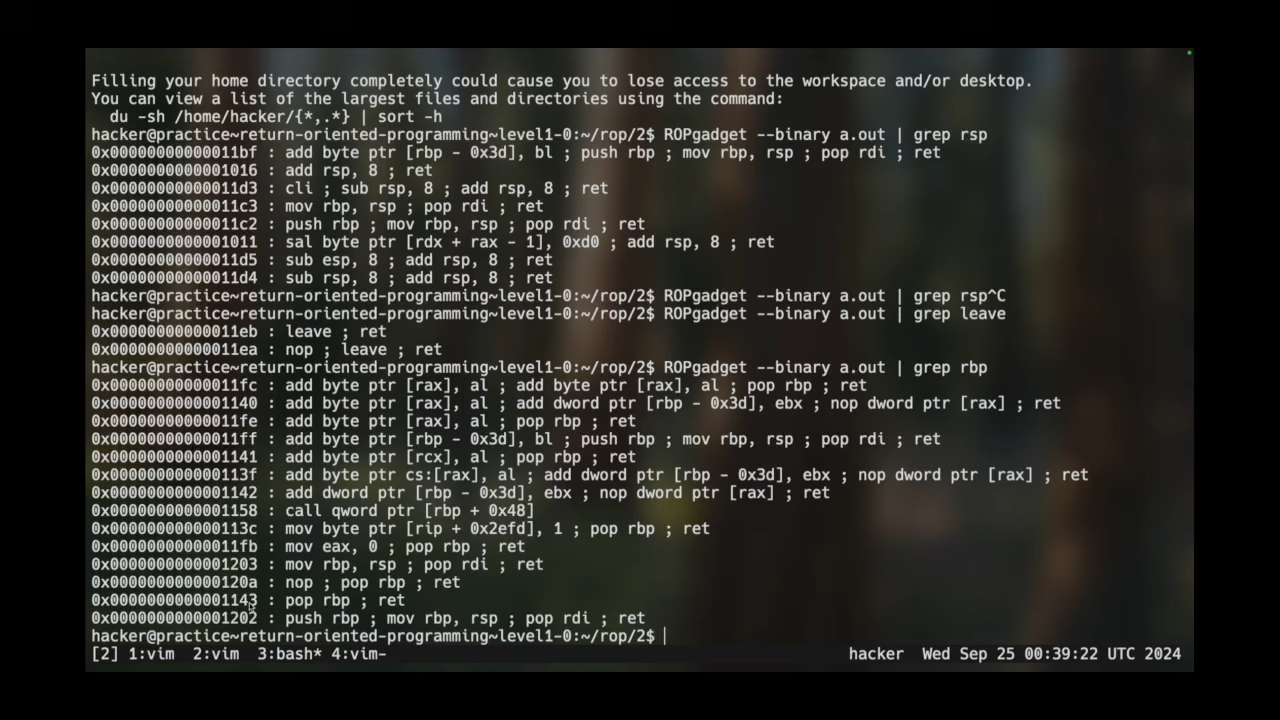 Filling your home directory completely could cause you to lose access to the workspace and/or desktop.
You can view a list of the largest files and directories using the command:
  du -sh /home/hacker/{*,.*} | sort -h
hacker@practice~return-oriented-programming~level1-0:~/rop/2$ ROPgadget --binary a.out | grep rsp
0x00000000000011bf : add byte ptr [rbp - 0x3d], bl ; push rbp ; mov rbp, rsp ; pop rdi ; ret
0x0000000000001016 : add rsp, 8 ; ret
0x00000000000011d3 : cli ; sub rsp, 8 ; add rsp, 8 ; ret
0x00000000000011c3 : mov rbp, rsp ; pop rdi ; ret
0x00000000000011c2 : push rbp ; mov rbp, rsp ; pop rdi ; ret
0x0000000000001011 : sal byte ptr [rdx + rax - 1], 0xd0 ; add rsp, 8 ; ret
0x00000000000011d5 : sub esp, 8 ; add rsp, 8 ; ret
0x00000000000011d4 : sub rsp, 8 ; add rsp, 8 ; ret
hacker@practice~return-oriented-programming~level1-0:~/rop/2$ ROPgadget --binary a.out | grep rsp^C
hacker@practice~return-oriented-programming~level1-0:~/rop/2$ ROPgadget --binary a.out | grep leave
0x00000000000011eb : leave ; ret
0x00000000000011ea : nop ; leave ; ret
hacker@practice~return-oriented-programming~level1-0:~/rop/2$ ROPgadget --binary a.out | grep rbp
0x00000000000011fc : add byte ptr [rax], al ; add byte ptr [rax], al ; pop rbp ; ret
0x0000000000001140 : add byte ptr [rax], al ; add dword ptr [rbp - 0x3d], ebx ; nop dword ptr [rax] ; ret
0x00000000000011fe : add byte ptr [rax], al ; pop rbp ; ret
0x00000000000011ff : add byte ptr [rbp - 0x3d], bl ; push rbp ; mov rbp, rsp ; pop rdi ; ret
0x0000000000001141 : add byte ptr [rcx], al ; pop rbp ; ret
0x000000000000113f : add byte ptr cs:[rax], al ; add dword ptr [rbp - 0x3d], ebx ; nop dword ptr [rax] ; ret
0x0000000000001142 : add dword ptr [rbp - 0x3d], ebx ; nop dword ptr [rax] ; ret
0x0000000000001158 : call qword ptr [rbp + 0x48]
0x000000000000113c : mov byte ptr [rip + 0x2efd], 1 ; pop rbp ; ret
0x00000000000011fb : mov eax, 0 ; pop rbp ; ret
0x0000000000001203 : mov rbp, rsp ; pop rdi ; ret
0x000000000000120a : nop ; pop rbp ; ret
0x0000000000001143 : pop rbp ; ret
0x0000000000001202 : push rbp ; mov rbp, rsp ; pop rdi ; ret
hacker@practice~return-oriented-programming~level1-0:~/rop/2$
[2] 1:vim  2:vim  3:bash* 4:vim-  hacker  Wed Sep 25 00:39:22 UTC 2024